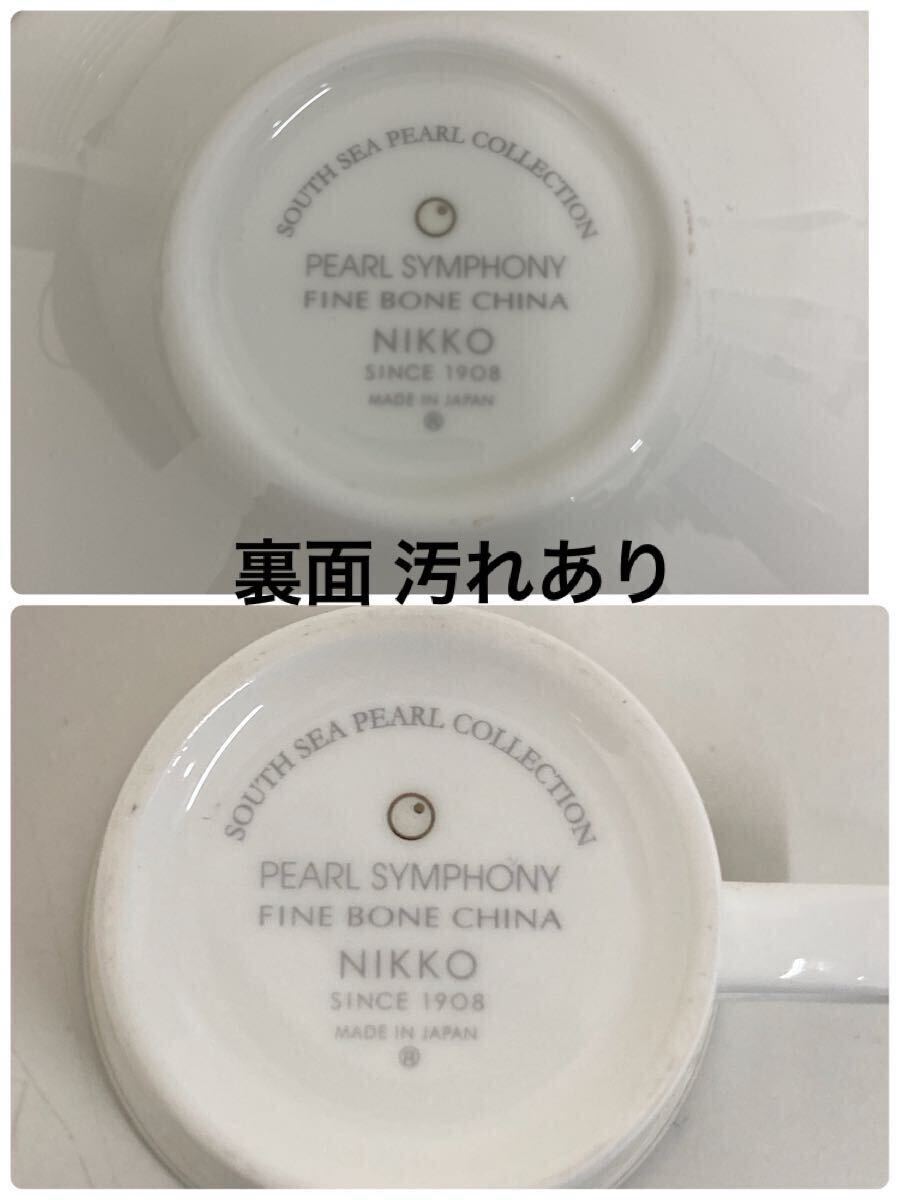 SOUTH SEA PEARL COLLECTION
PEARL SYMPHONY
FINE BONE CHINA
NIKKO
SINCE 1908
MADE IN JAPAN
®
裏面 汚れあり
SOUTH SEA PEARL COLLECTION
PEARL SYMPHONY
FINE BONE CHINA
NIKKO
SINCE 1908
MADE IN JAPAN
®